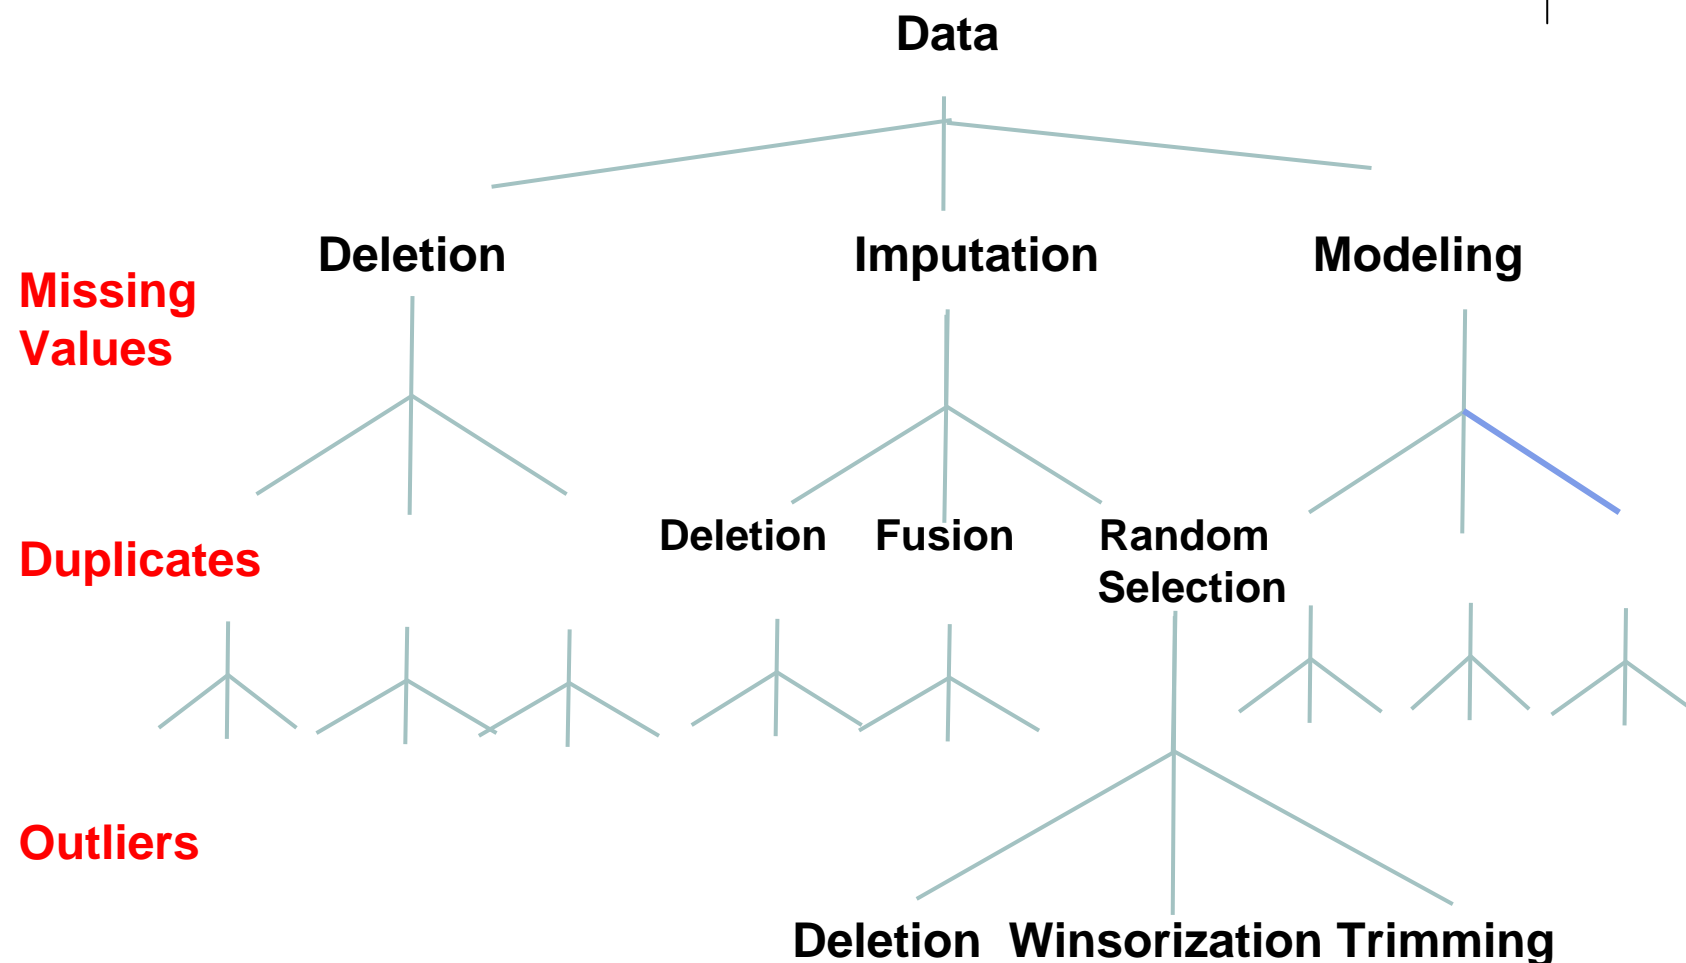 Data
Deletion Imputation Modeling
Missing
Values
Deletion Fusion Random
Selection
Duplicates
Outliers
Deletion Winsorization Trimming